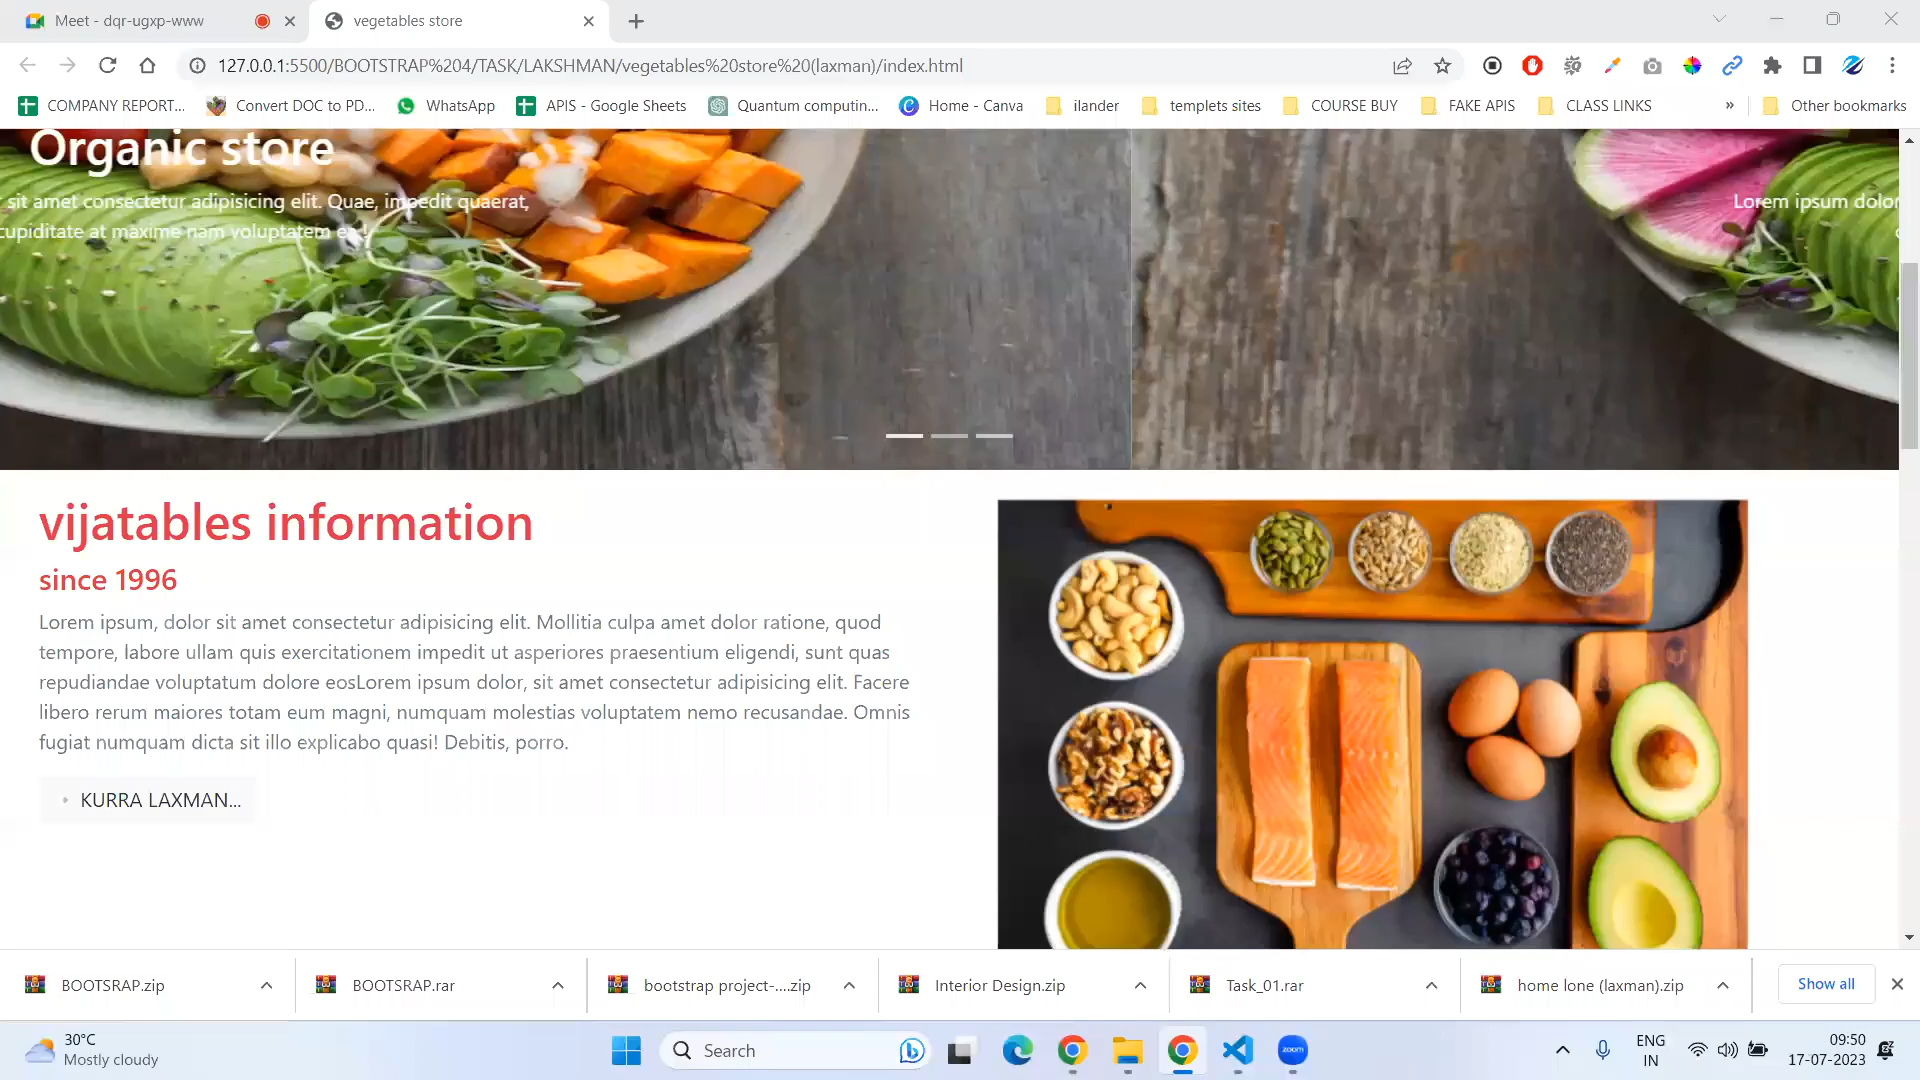 Meet - dqr-ugxp-www
vegetables store
127.0.0.1:5500/BOOTSTRAP%204/TASK/LAKSHMAN/vegetables%20store%20(laxman)/index.html
COMPANY REPORT...
Convert DOC to PD...
WhatsApp
APIS - Google Sheets
Quantum computin...
Home - Canva
ilander
templets sites
COURSE BUY
FAKE APIS
CLASS LINKS
»
Other bookmarks
Organic store
sit amet consectetur adipisicing elit. Quae, impedit quaerat,
cupiditate at maxime nam voluptatem
Lorem ipsum dolor
vijatables information
since 1996
Lorem ipsum, dolor sit amet consectetur adipisicing elit. Mollitia culpa amet dolor ratione, quod
tempore, labore ullam quis exercitationem impedit ut asperiores praesentium eligendi, sunt quas
repudiandae voluptatum dolore eosLorem ipsum dolor, sit amet consectetur adipisicing elit. Facere
libero rerum maiores totam eum magni, numquam molestias voluptatem nemo recusandae. Omnis
fugiat numquam dicta sit illo explicabo quasi! Debitis, porro.
KURRA LAXMAN...
BOOTSRAP.zip
BOOTSRAP.rar
bootstrap project-....zip
Interior Design.zip
Task_01.rar
home lone (laxman).zip
Show all
30°C
Mostly cloudy
Search
zoom
ENG
IN
09:50
17-07-2023